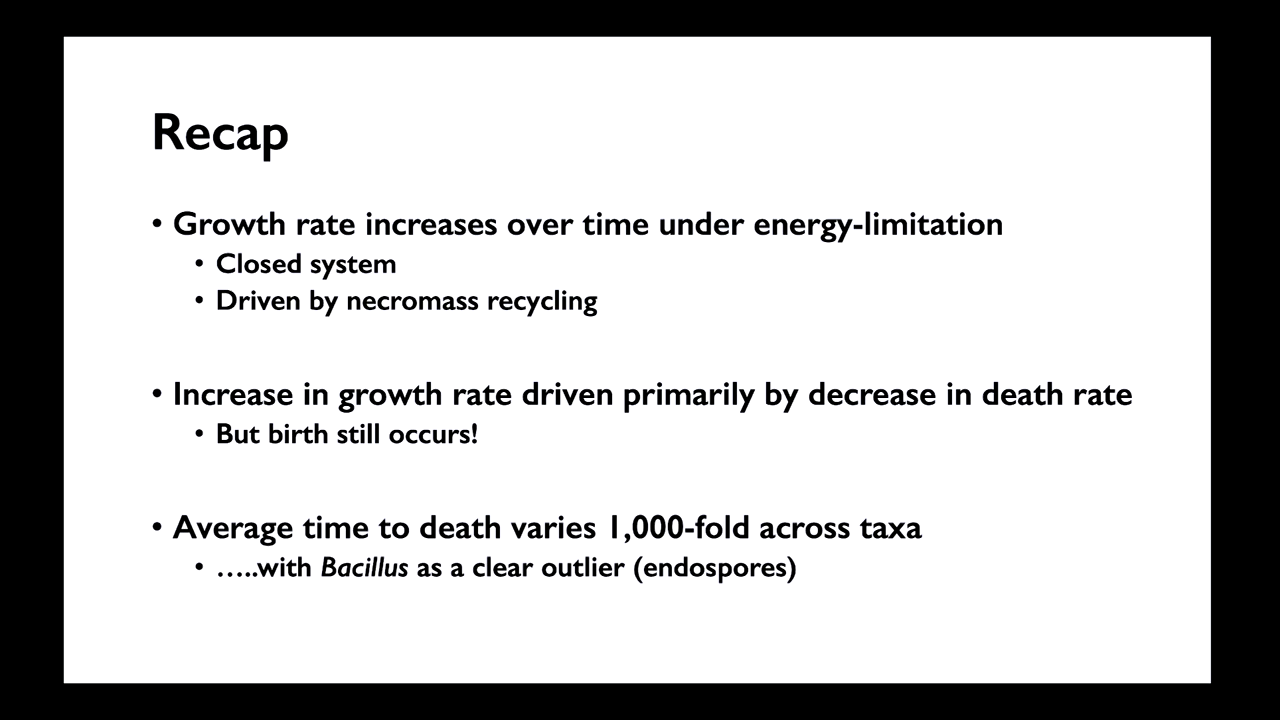 Recap
• Growth rate increases over time under energy-limitation
• Closed system
• Driven by necromass recycling
• Increase in growth rate driven primarily by decrease in death rate
• But birth still occurs!
• Average time to death varies 1,000-fold across taxa
• …..with Bacillus as a clear outlier (endospores)